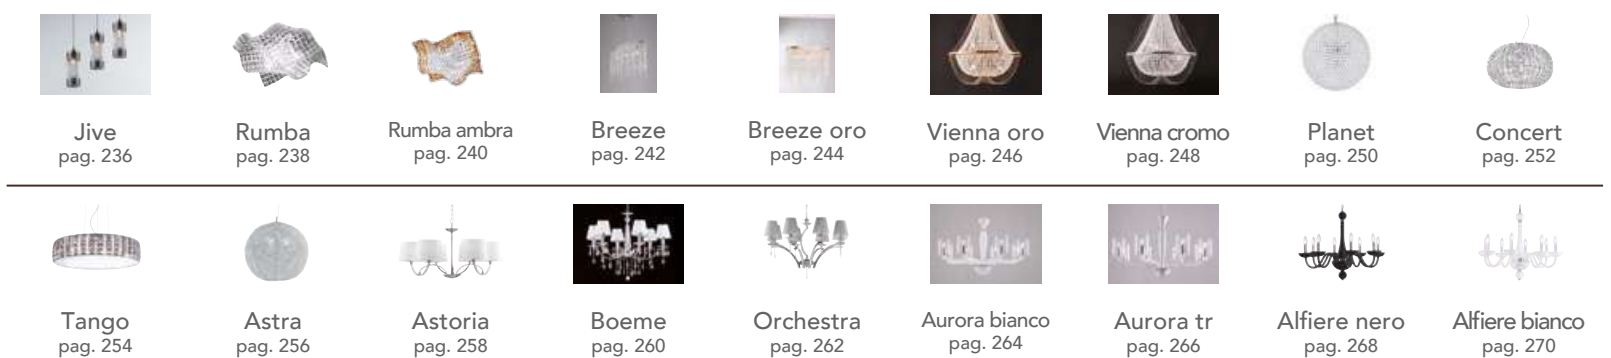 Jive
pag. 236
Rumba
pag. 238
Rumba ambra
pag. 240
Breeze
pag. 242
Breeze oro
pag. 244
Vienna oro
pag. 246
Vienna cromo
pag. 248
Planet
pag. 250
Concert
pag. 252
Tango
pag. 254
Astra
pag. 256
Astoria
pag. 258
Boeme
pag. 260
Orchestra
pag. 262
Aurora bianco
pag. 264
Aurora tr
pag. 266
Alfiere nero
pag. 268
Alfiere bianco
pag. 270